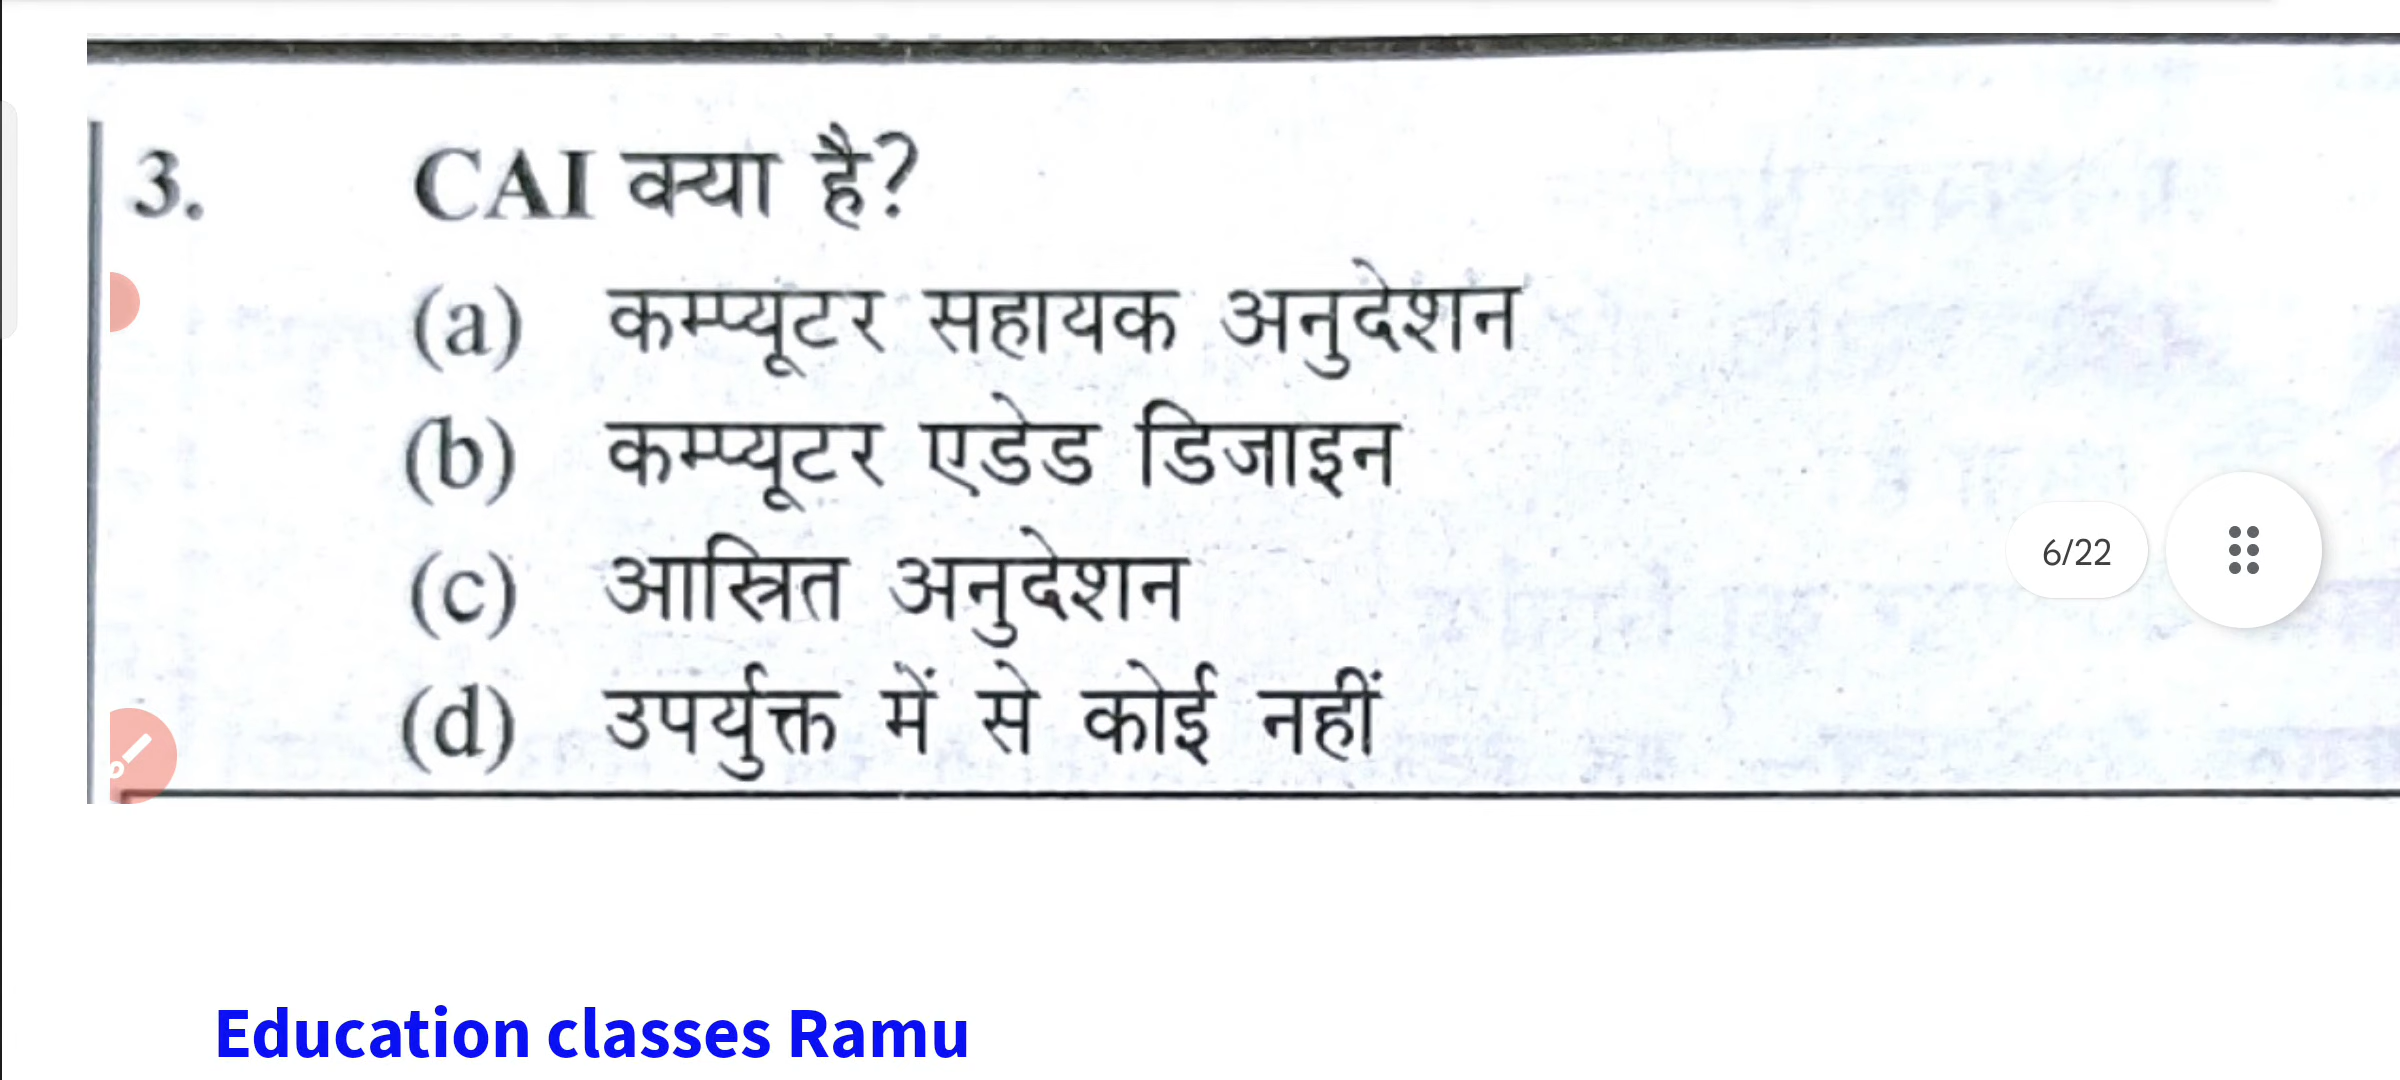 3. CAI क्या है?
(a) कम्प्यूटर सहायक अनुदेशन
(b) कम्प्यूटर एडेड डिजाइन
(c) आस्रित अनुदेशन
(d) उपर्युक्त में से कोई नहीं
6/22
Education classes Ramu